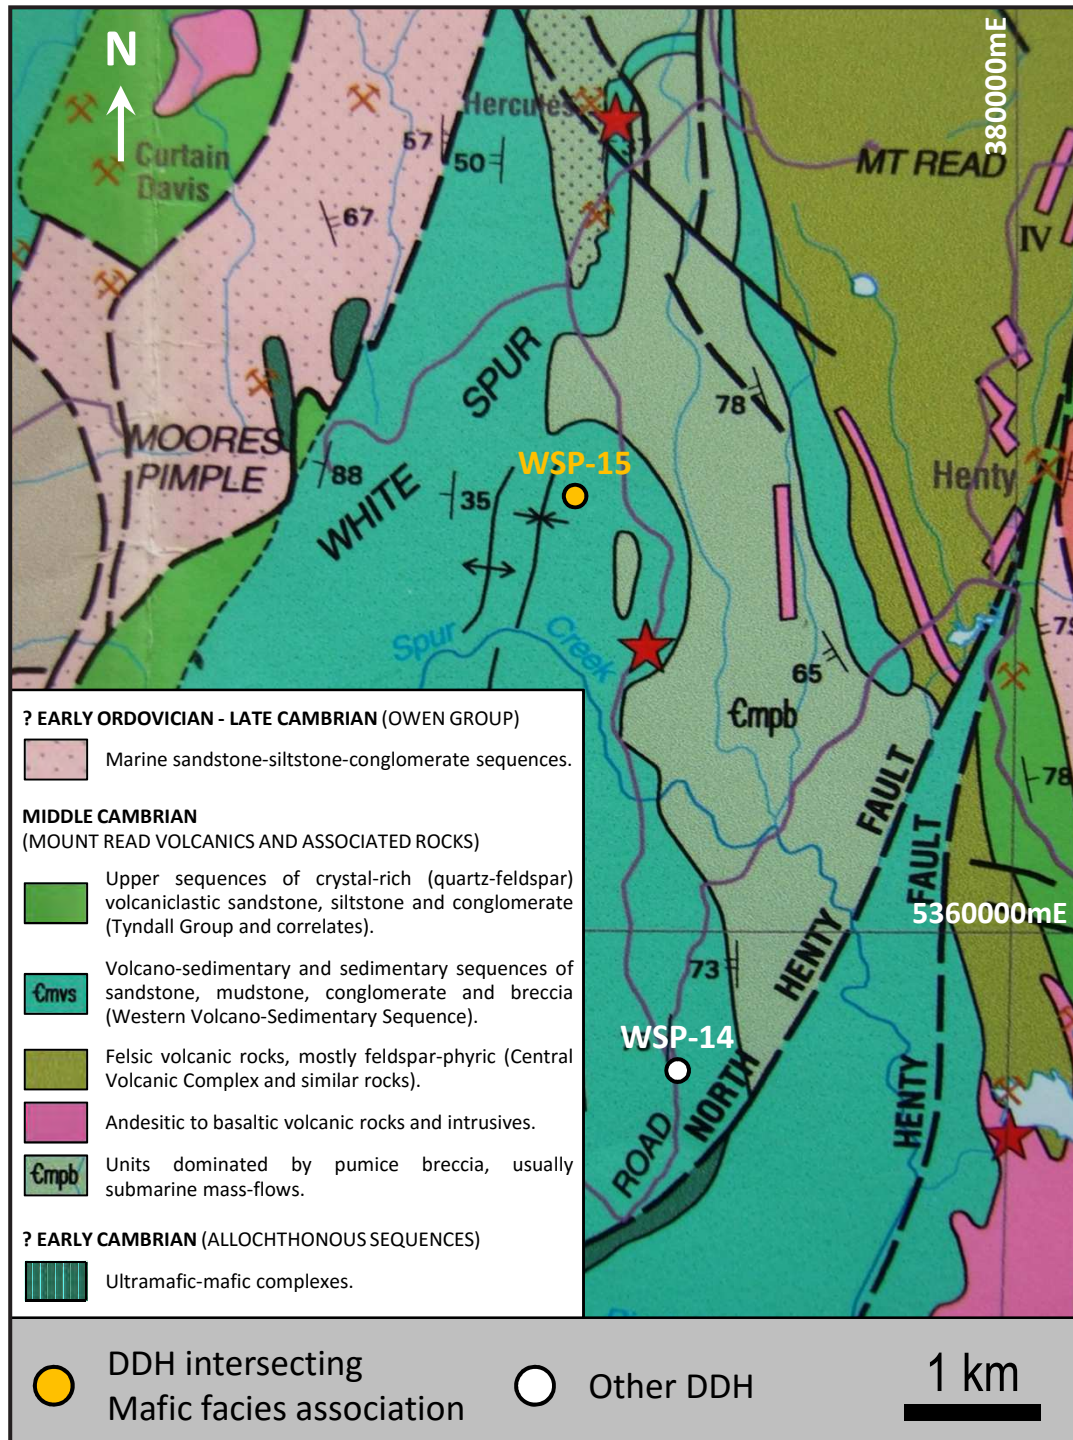 N
380000mE
Hercules
57
50
37
Curtain
Davis
MT READ
67
IV
SPUR
78
MOORES
PIMPLE
88
WSP-15
35
Henty
WHITE
Spur
Creek
79
65
€mpb
78
FAULT
FAULT
5360000mE
73
HENTY
WSP-14
NORTH
HENTY
ROAD
? EARLY ORDOVICIAN - LATE CAMBRIAN (OWEN GROUP)
Marine sandstone-siltstone-conglomerate sequences.
MIDDLE CAMBRIAN
(MOUNT READ VOLCANICS AND ASSOCIATED ROCKS)
Upper sequences of crystal-rich (quartz-feldspar)
volcaniclastic sandstone, siltstone and conglomerate
(Tyndall Group and correlates).
€mvs
Volcano-sedimentary and sedimentary sequences of
sandstone, mudstone, conglomerate and breccia
(Western Volcano-Sedimentary Sequence).
Felsic volcanic rocks, mostly feldspar-phyric (Central
Volcanic Complex and similar rocks).
Andesitic to basaltic volcanic rocks and intrusives.
€mpb
Units dominated by pumice breccia, usually
submarine mass-flows.
? EARLY CAMBRIAN (ALLOCHTHONOUS SEQUENCES)
Ultramafic-mafic complexes.
DDH intersecting
Mafic facies association
Other DDH
1 km